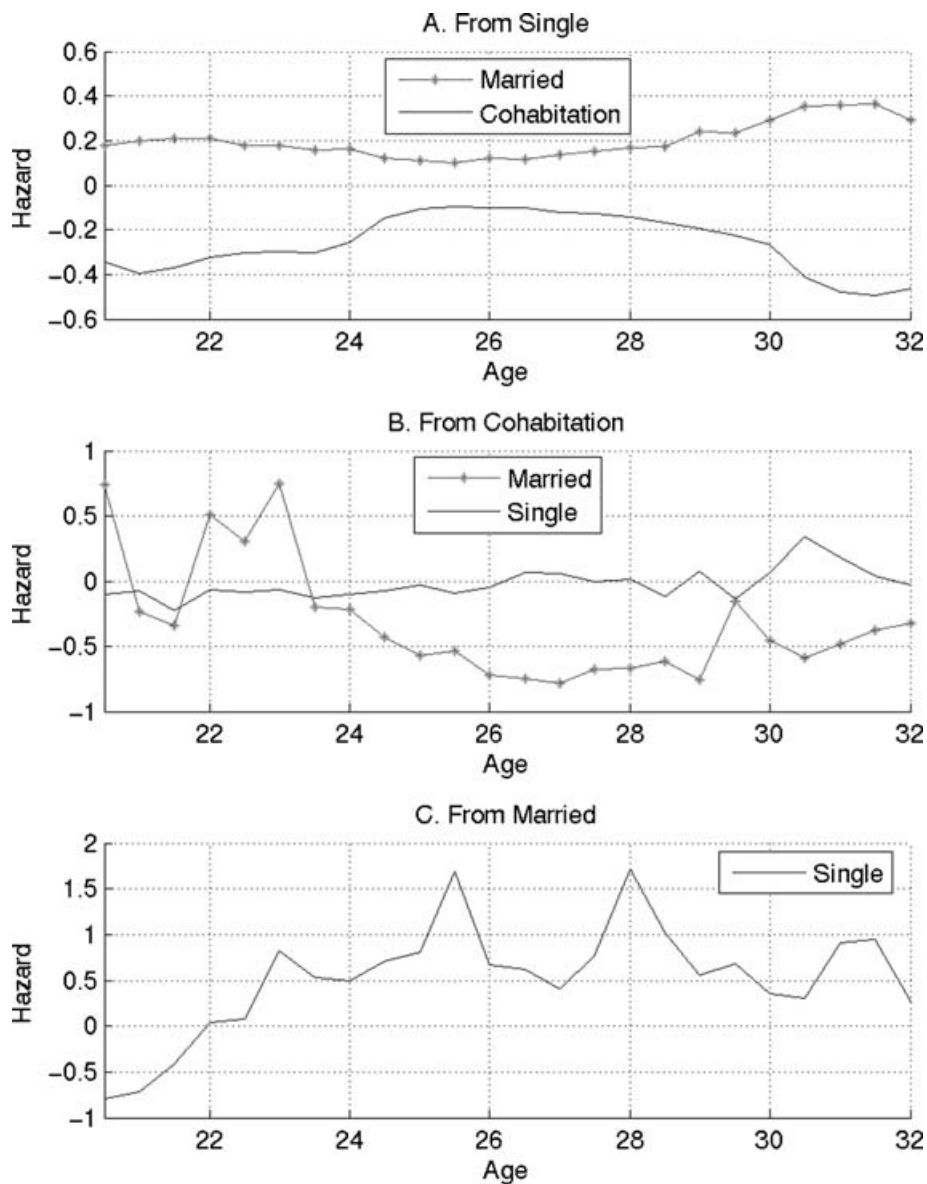 A. From Single
0.6
0.4
0.2
0
−0.2
−0.4
−0.6
Hazard
Married
Cohabitation
22 24 26 28 30 32
Age
B. From Cohabitation
1
0.5
0
−0.5
−1
Hazard
Married
Single
22 24 26 28 30 32
Age
C. From Married
2
1.5
1
0.5
0
−0.5
−1
Hazard
Single
22 24 26 28 30 32
Age